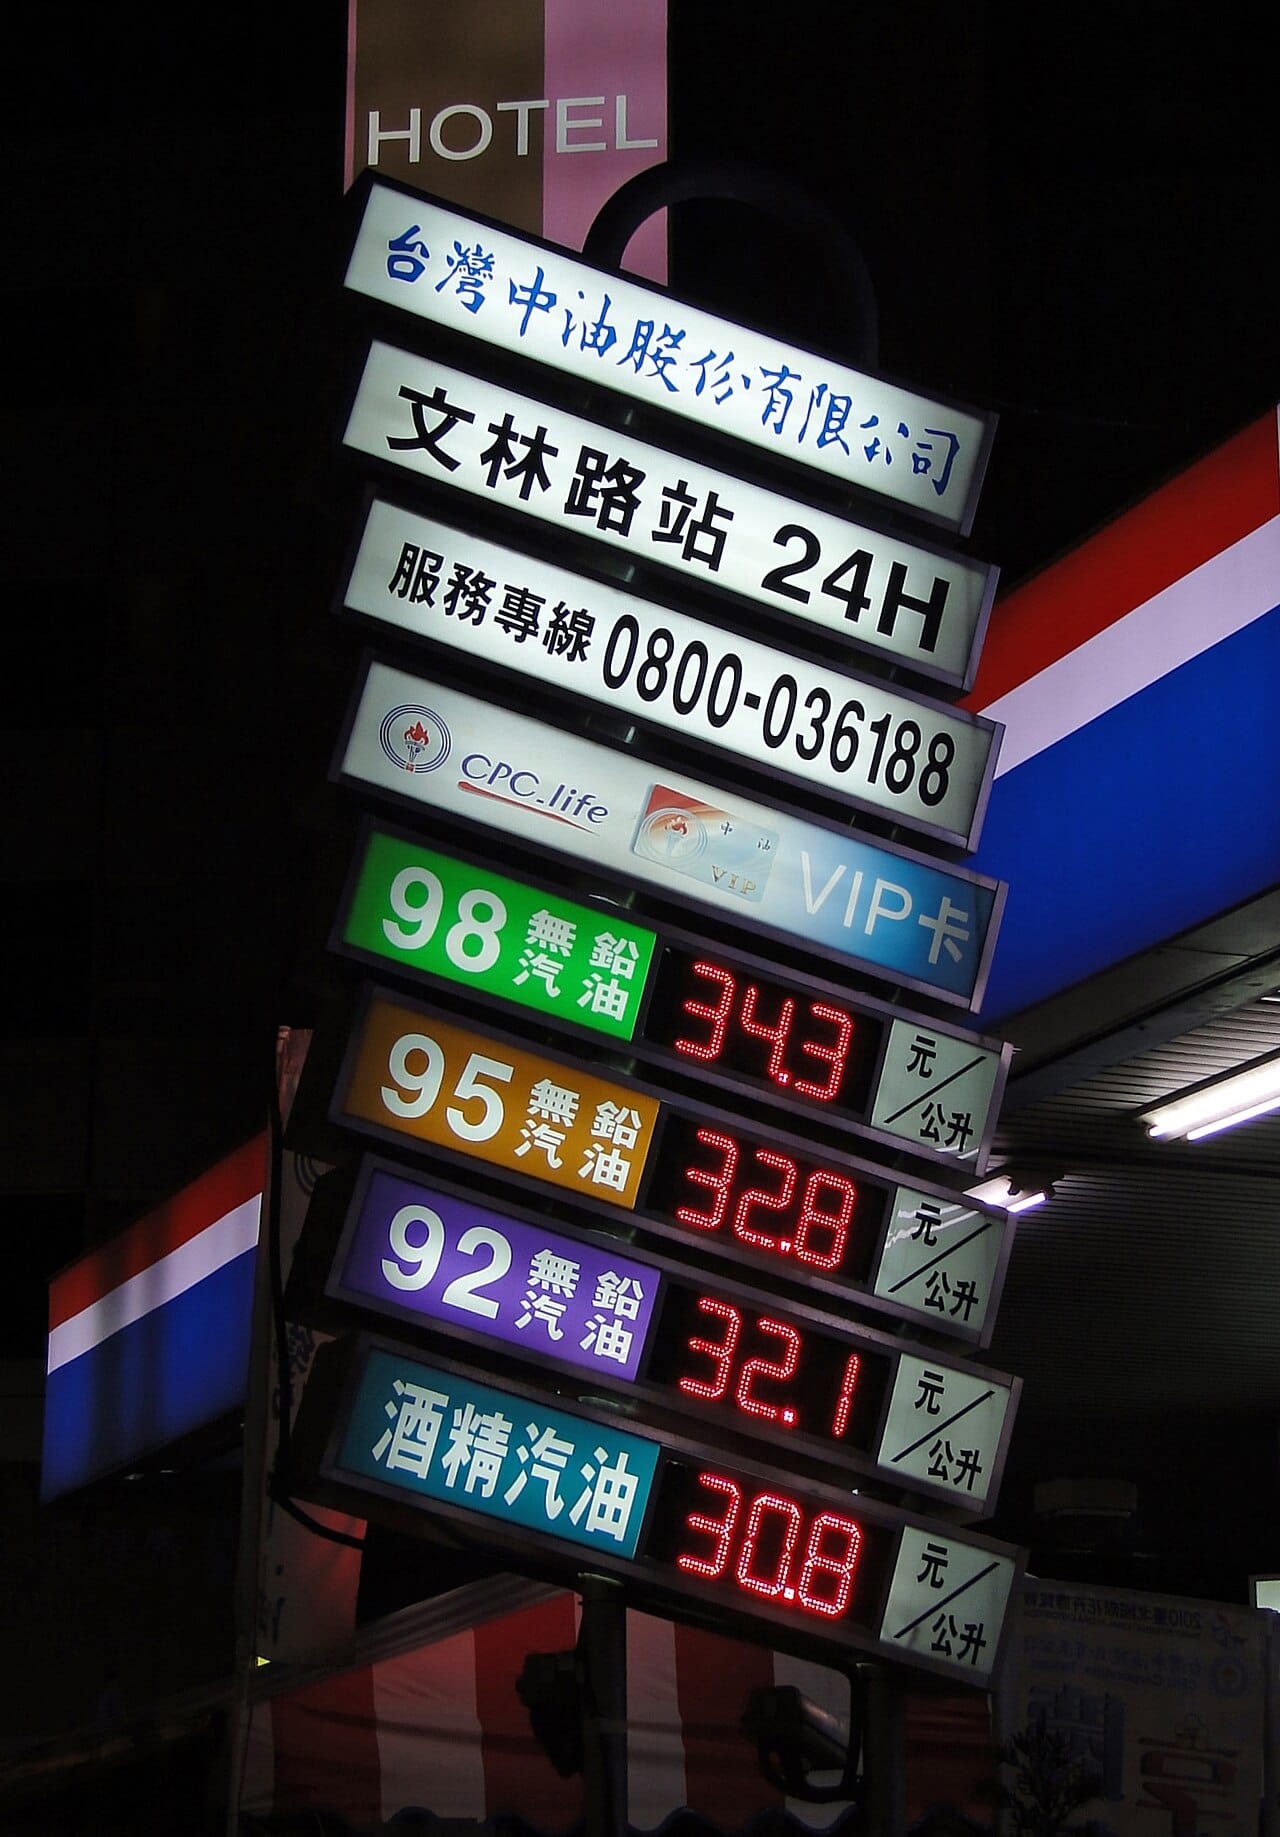 HOTEL
台灣中油股份有限公司
文林路站 24H
服務專線 0800-036188
CPC_life 中油 VIP VIP卡
98 無鉛汽油 34.3 元/公升
95 無鉛汽油 32.8 元/公升
92 無鉛汽油 32.1 元/公升
酒精汽油 30.8 元/公升